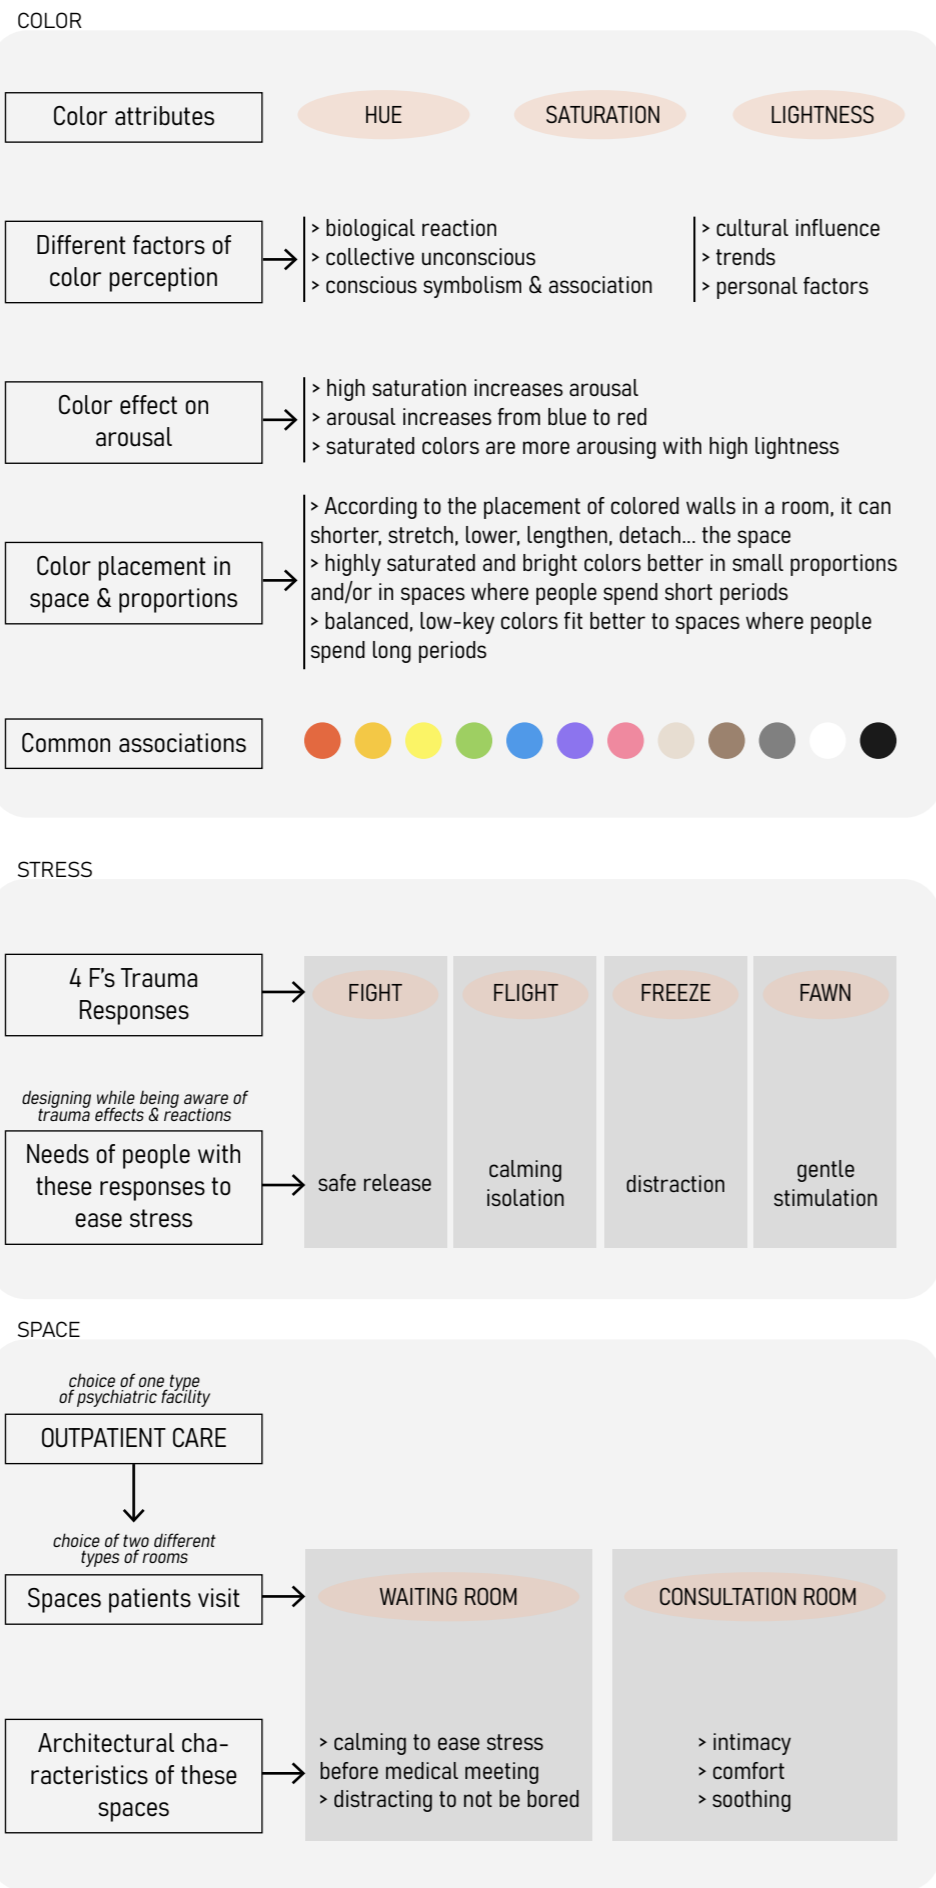 COLOR
Color attributes
HUE
SATURATION
LIGHTNESS
Different factors of
color perception
> biological reaction
> collective unconscious
> conscious symbolism & association
> cultural influence
> trends
> personal factors
Color effect on
arousal
> high saturation increases arousal
> arousal increases from blue to red
> saturated colors are more arousing with high lightness
Color placement in
space & proportions
> According to the placement of colored walls in a room, it can
shorter, stretch, lower, lengthen, detach... the space
> highly saturated and bright colors better in small proportions
and/or in spaces where people spend short periods
> balanced, low-key colors fit better to spaces where people
spend long periods
Common associations
STRESS
4 F's Trauma
Responses
FIGHT
FLIGHT
FREEZE
FAWN
designing while being aware of
trauma effects & reactions
Needs of people with
these responses to
ease stress
safe release
calming
isolation
distraction
gentle
stimulation
SPACE
choice of one type
of psychiatric facility
OUTPATIENT CARE
choice of two different
types of rooms
Spaces patients visit
WAITING ROOM
CONSULTATION ROOM
Architectural cha-
racteristics of these
spaces
> calming to ease stress
before medical meeting
> distracting to not be bored
> intimacy
> comfort
> soothing